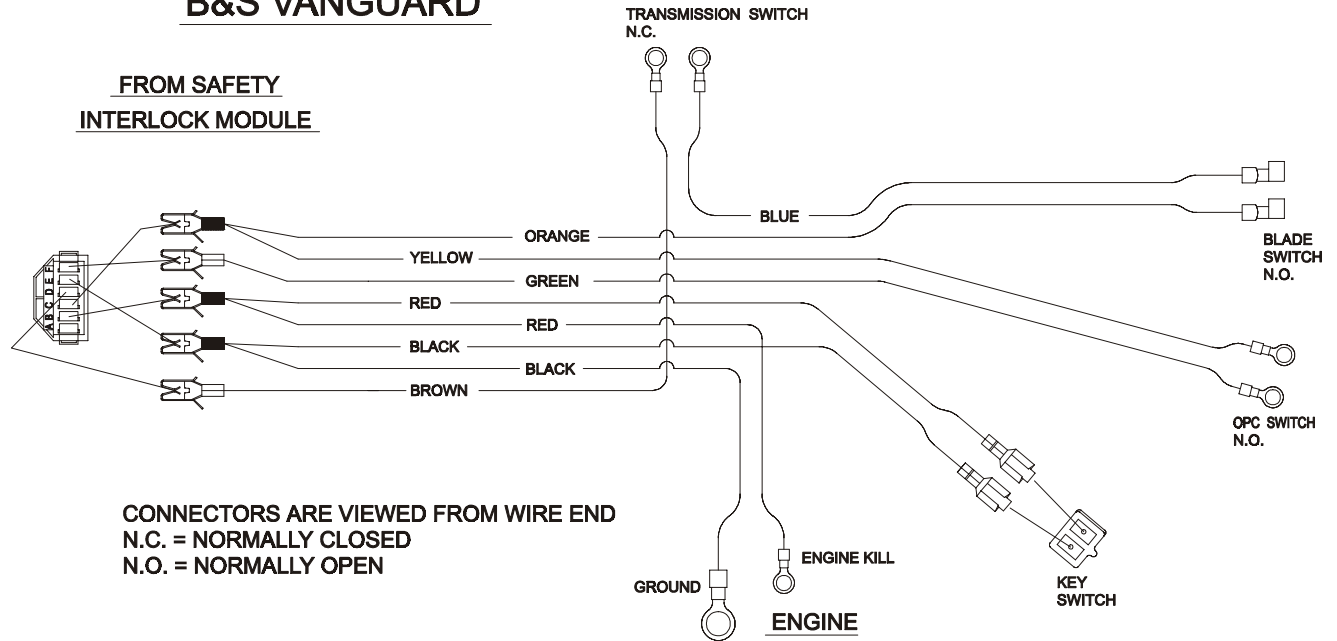 B&S VANGUARD
TRANSMISSION SWITCH
N.C.
FROM SAFETY
INTERLOCK MODULE
BLUE
ORANGE
YELLOW
GREEN
RED
RED
BLACK
BLACK
BROWN
A B C D E F
BLADE
SWITCH
N.O.
OPC SWITCH
N.O.
CONNECTORS ARE VIEWED FROM WIRE END
N.C. = NORMALLY CLOSED
N.O. = NORMALLY OPEN
GROUND
ENGINE KILL
ENGINE
KEY
SWITCH